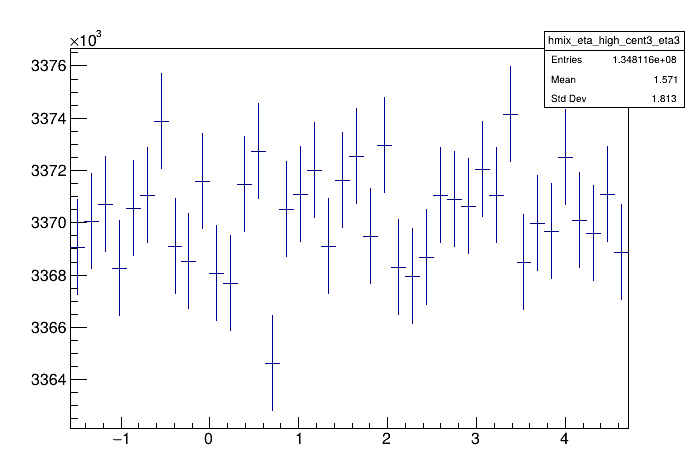 ×10³
hmix_eta_high_cent3_eta3
Entries 1.348116e+08
Mean 1.571
Std Dev 1.813
3376
3374
3372
3370
3368
3366
3364
−1 0 1 2 3 4